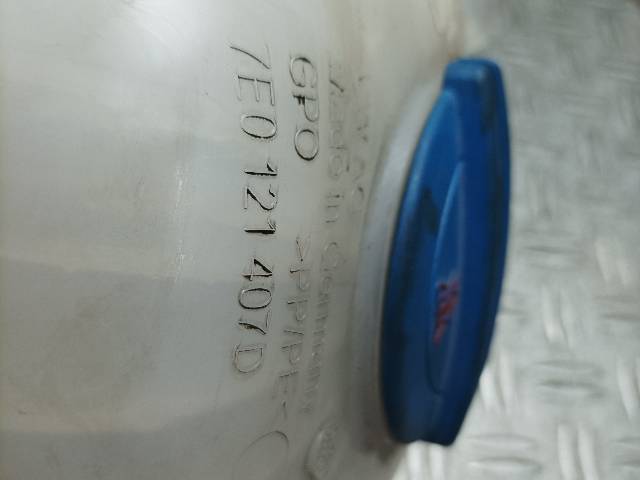 Made in Germany
GPO >PP/PE<
7E0 121 407D